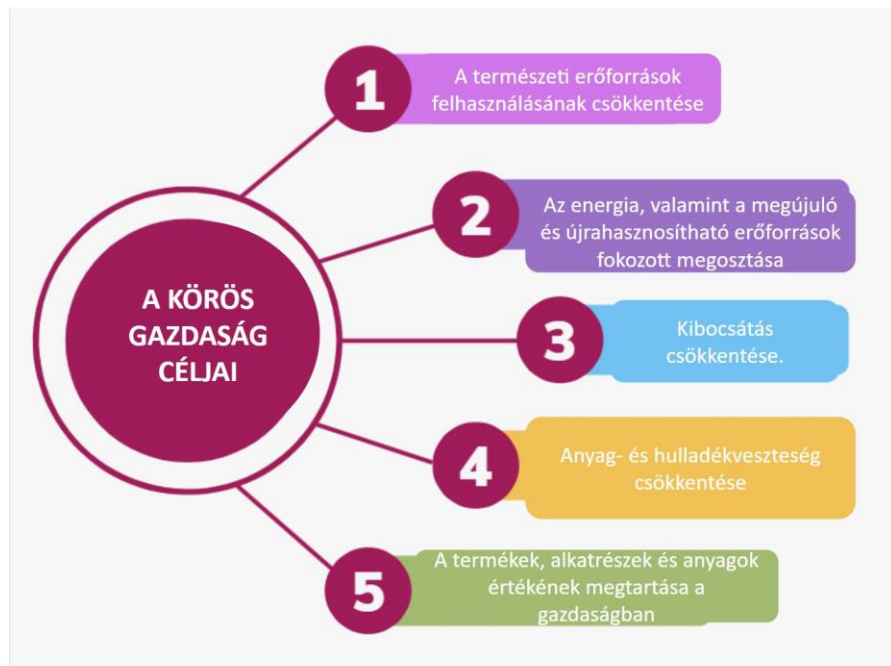 A KÖRÖS
GAZDASÁG
CÉLJAI
1
A természeti erőforrások
felhasználásának csökkentése
2
Az energia, valamint a megújuló
és újrahasznosítható erőforrások
fokozott megosztása
3
Kibocsátás
csökkentése.
4
Anyag- és hulladékveszteség
csökkentése
5
A termékek, alkatrészek és anyagok
értékének megtartása a
gazdaságban